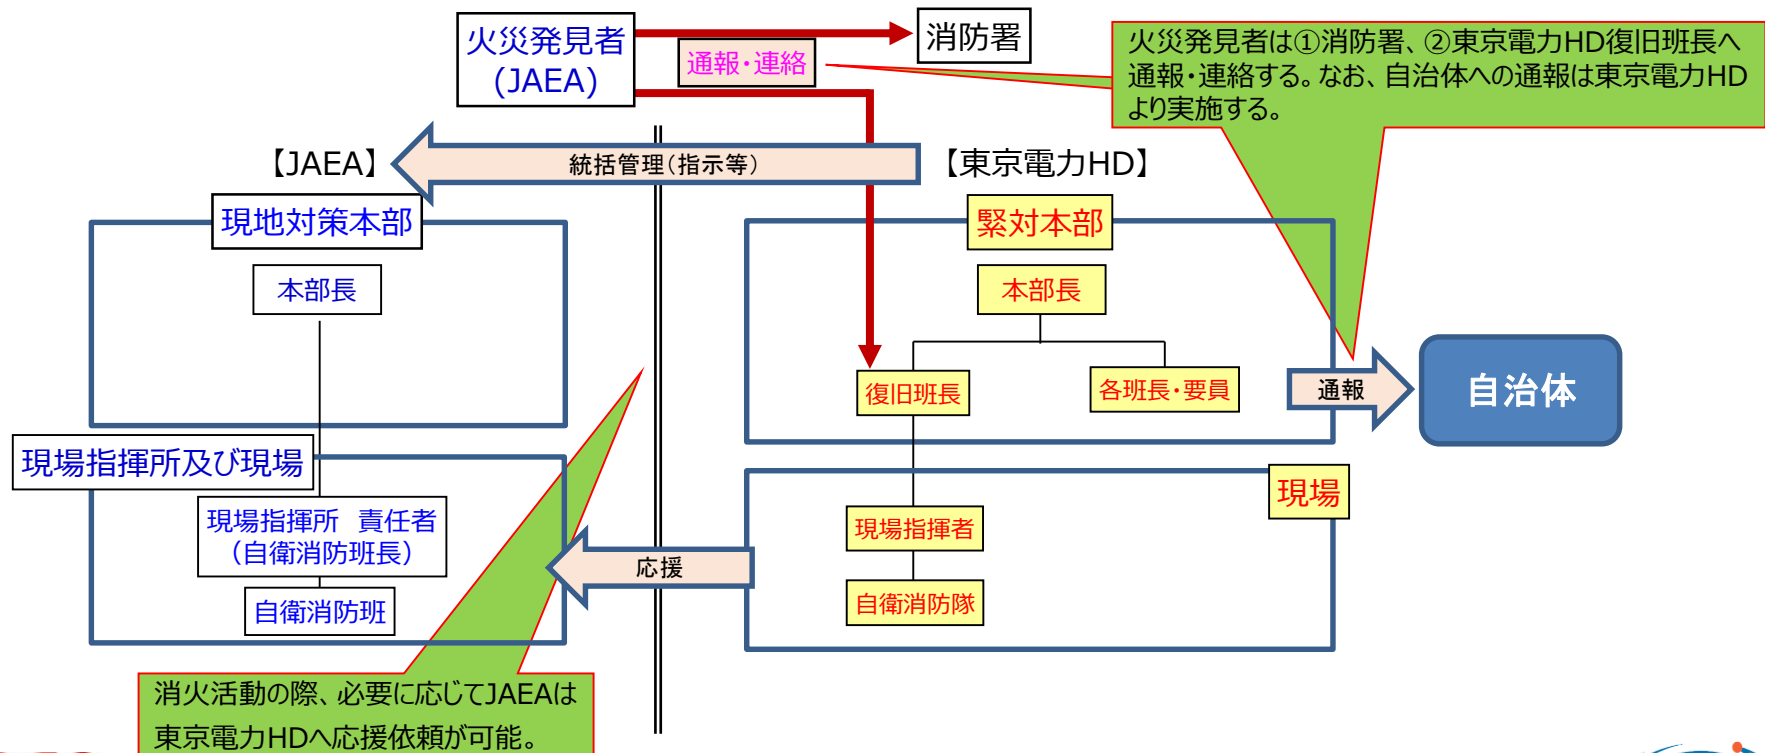 火災発見者
(JAEA)
消防署
通報・連絡
火災発見者は①消防署、②東京電力HD復旧班長へ
通報・連絡する。なお、自治体への通報は東京電力HD
より実施する。
【JAEA】
統括管理(指示等)
【東京電力HD】
現地対策本部
緊対本部
本部長
本部長
復旧班長
各班長・要員
通報
自治体
現場指揮所及び現場
現場
現場指揮所 責任者
(自衛消防班長)
現場指揮者
応援
自衛消防班
自衛消防隊
消火活動の際、必要に応じてJAEAは
東京電力HDへ応援依頼が可能。